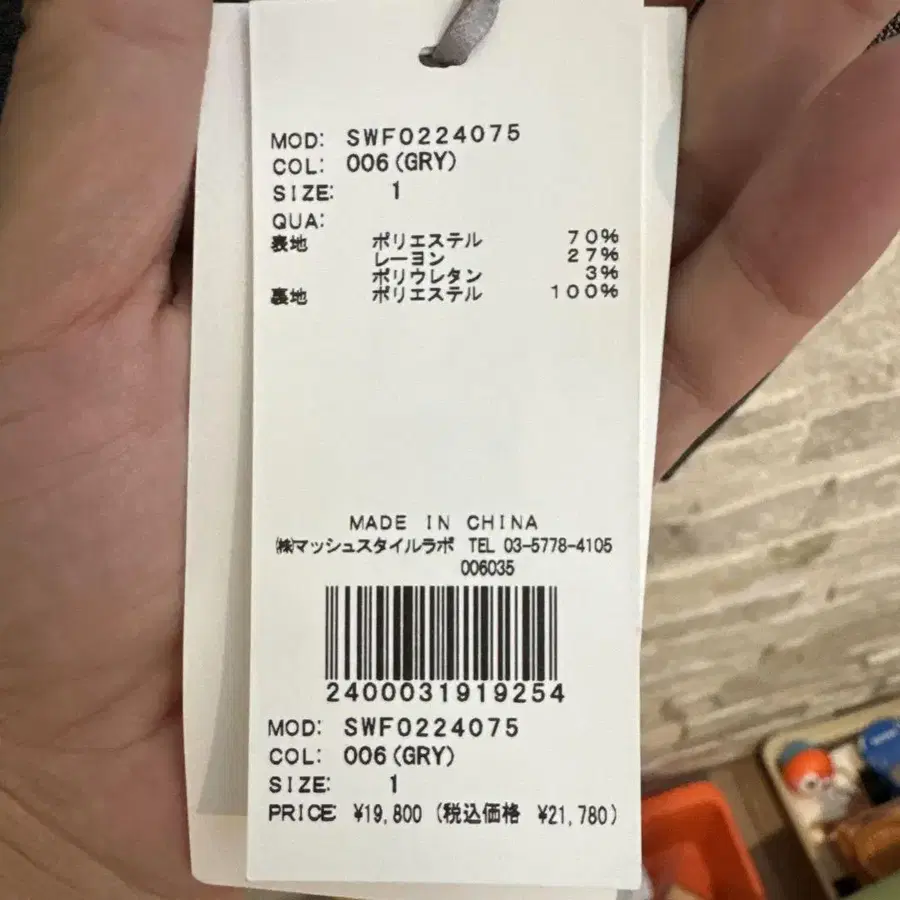 MOD: SWF0224075
COL: 006(GRY)
SIZE: 1
QUA:
表地 ポリエステル 70%
レーヨン 27%
ポリウレタン 3%
裏地 ポリエステル 100%
MADE IN CHINA
㈱マッシュスタイルラボ TEL 03-5778-4105
006035
2400031919254
MOD: SWF0224075
COL: 006(GRY)
SIZE: 1
PRICE: ¥19,800 (税込価格 ¥21,780)